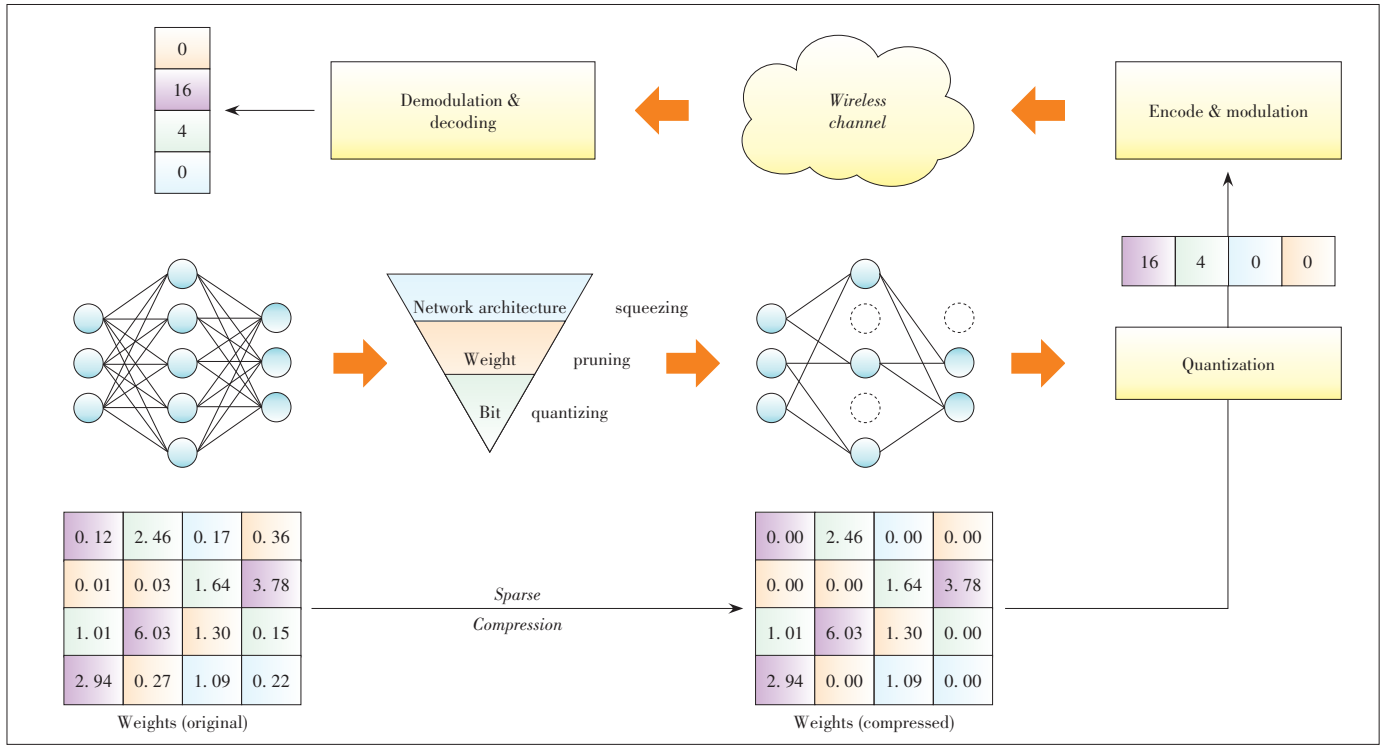 0
16
4
0
Demodulation &
decoding
Wireless
channel
Encode & modulation
16 4 0 0
Network architecture squeezing
Weight pruning
Bit quantizing
Quantization
0. 12 2. 46 0. 17 0. 36
0. 01 0. 03 1. 64 3. 78
1. 01 6. 03 1. 30 0. 15
2. 94 0. 27 1. 09 0. 22
Weights (original)
Sparse
Compression
0. 00 2. 46 0. 00 0. 00
0. 00 0. 00 1. 64 3. 78
1. 01 6. 03 1. 30 0. 00
2. 94 0. 00 1. 09 0. 00
Weights (compressed)